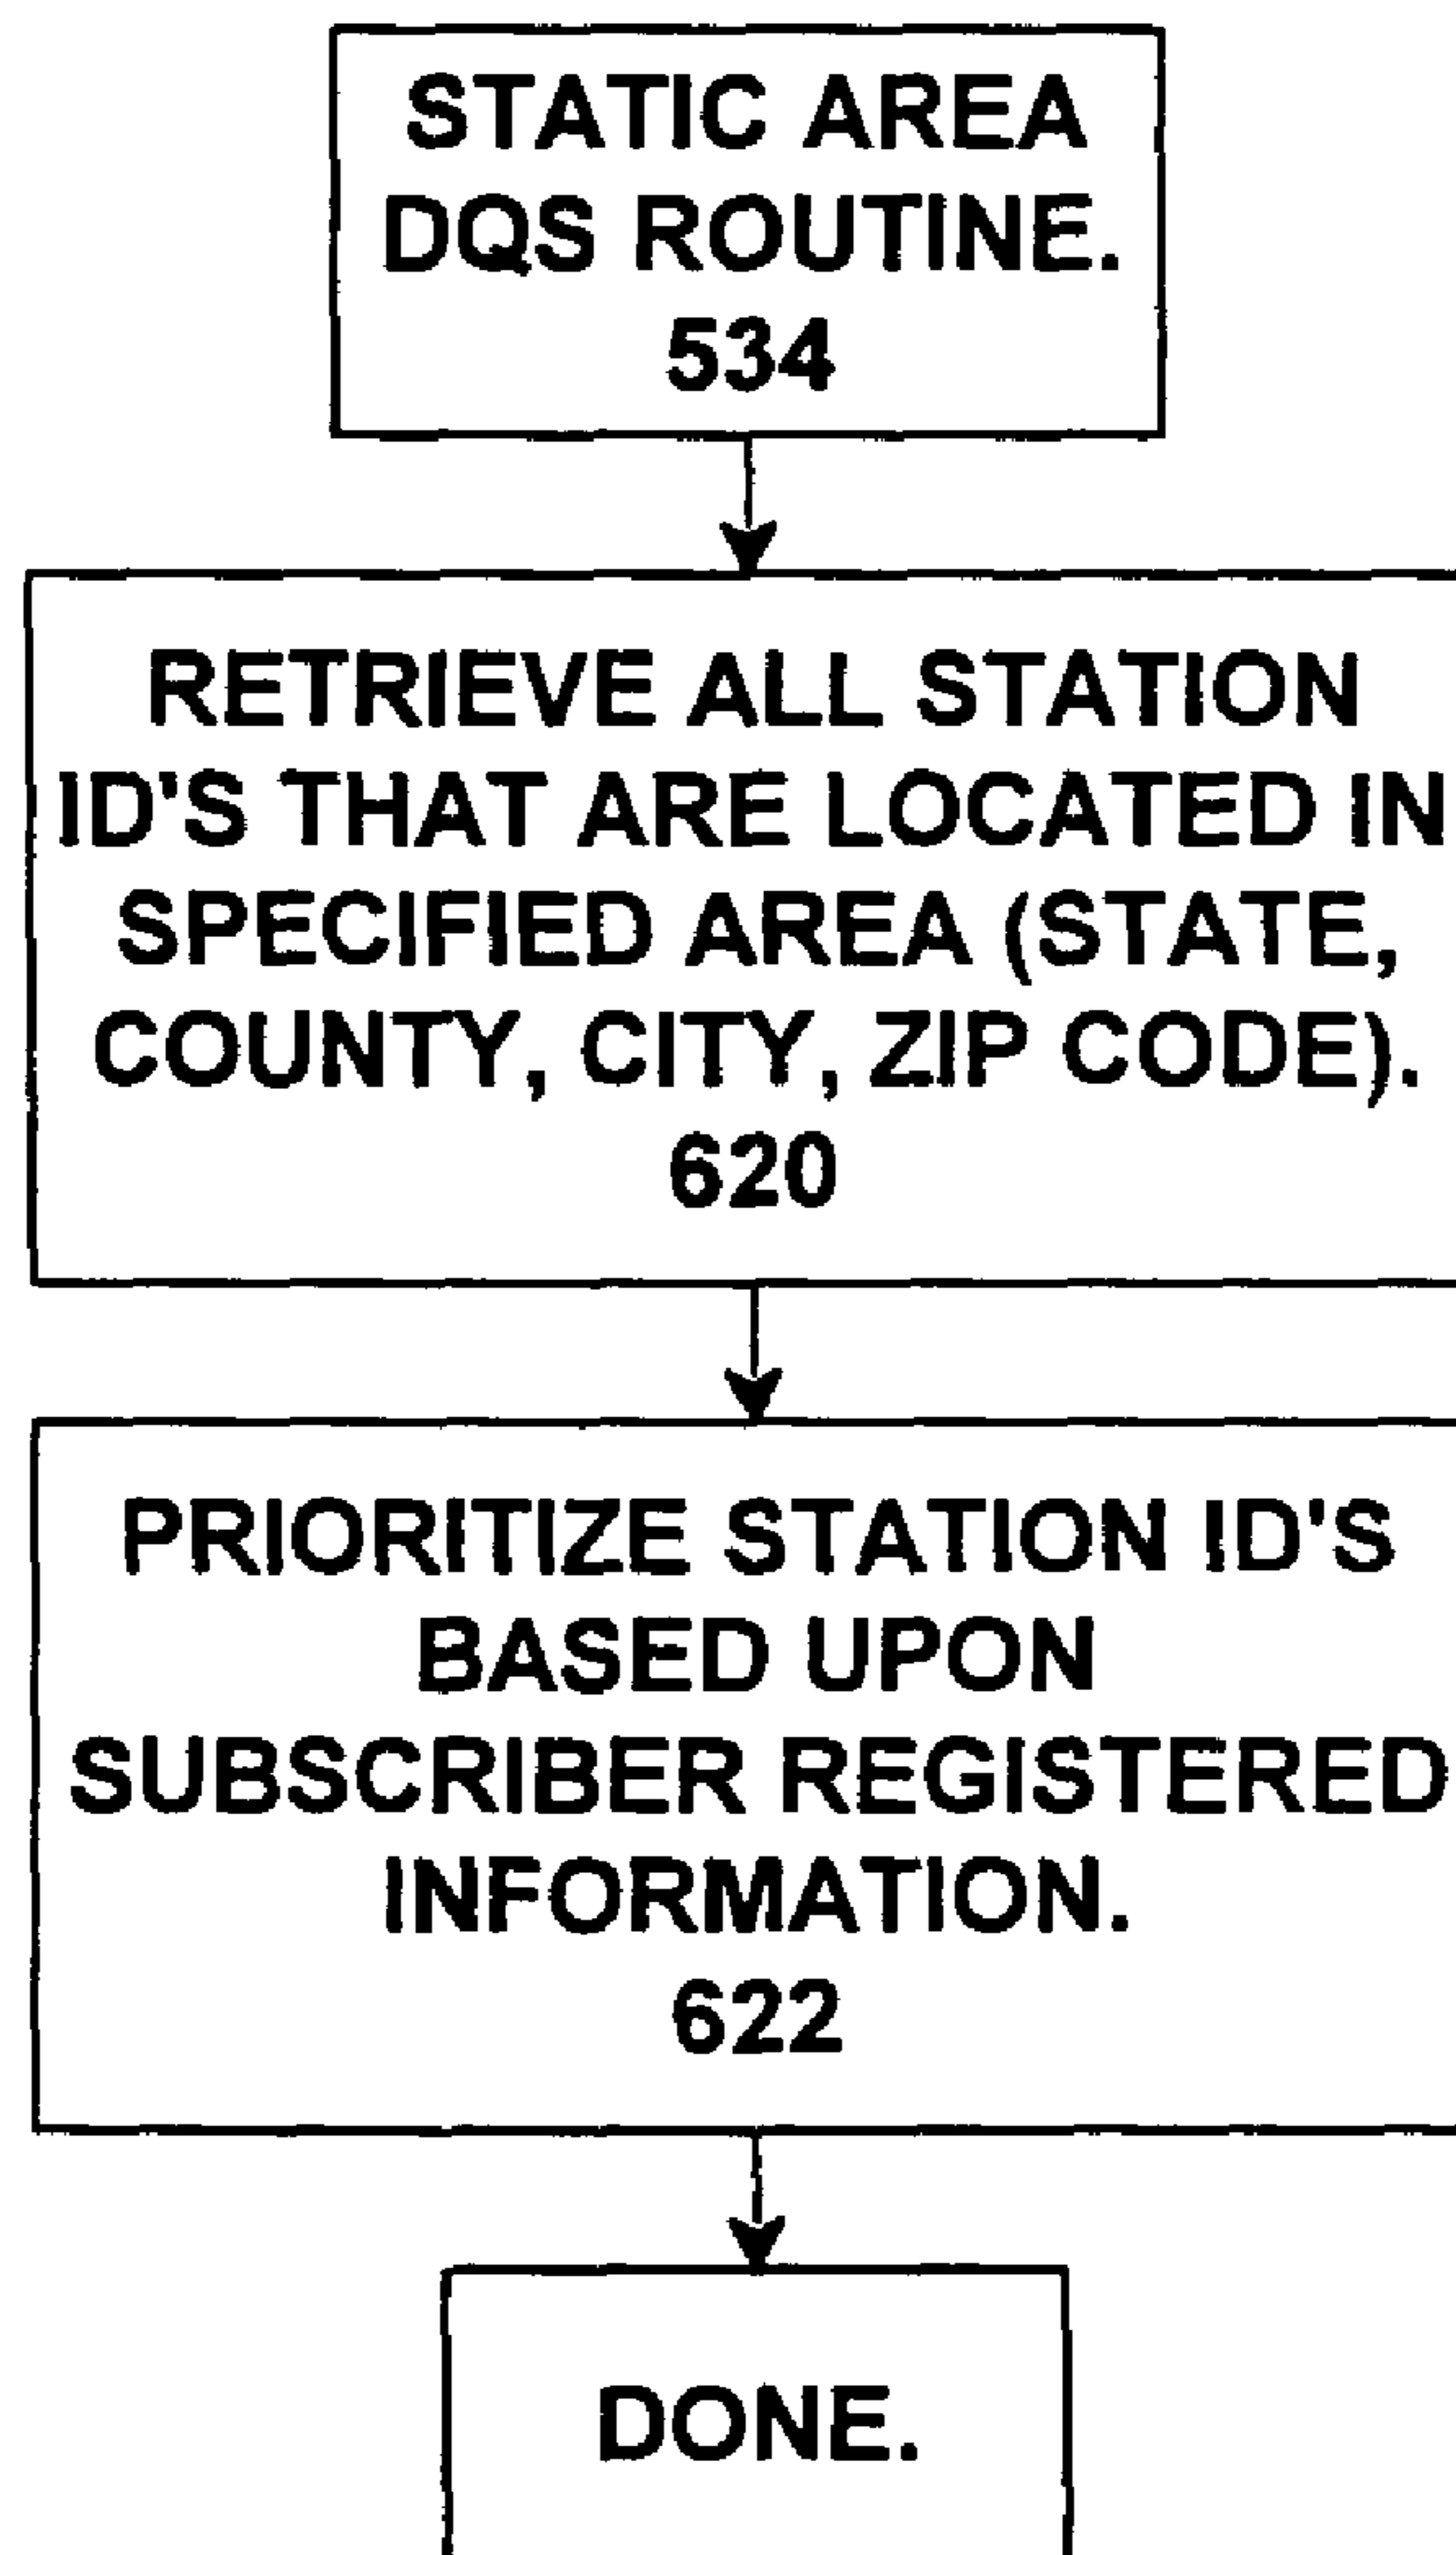 STATIC AREA
DQS ROUTINE.
534
RETRIEVE ALL STATION
ID'S THAT ARE LOCATED IN
SPECIFIED AREA (STATE,
COUNTY, CITY, ZIP CODE).
620
PRIORITIZE STATION ID'S
BASED UPON
SUBSCRIBER REGISTERED
INFORMATION.
622
DONE.